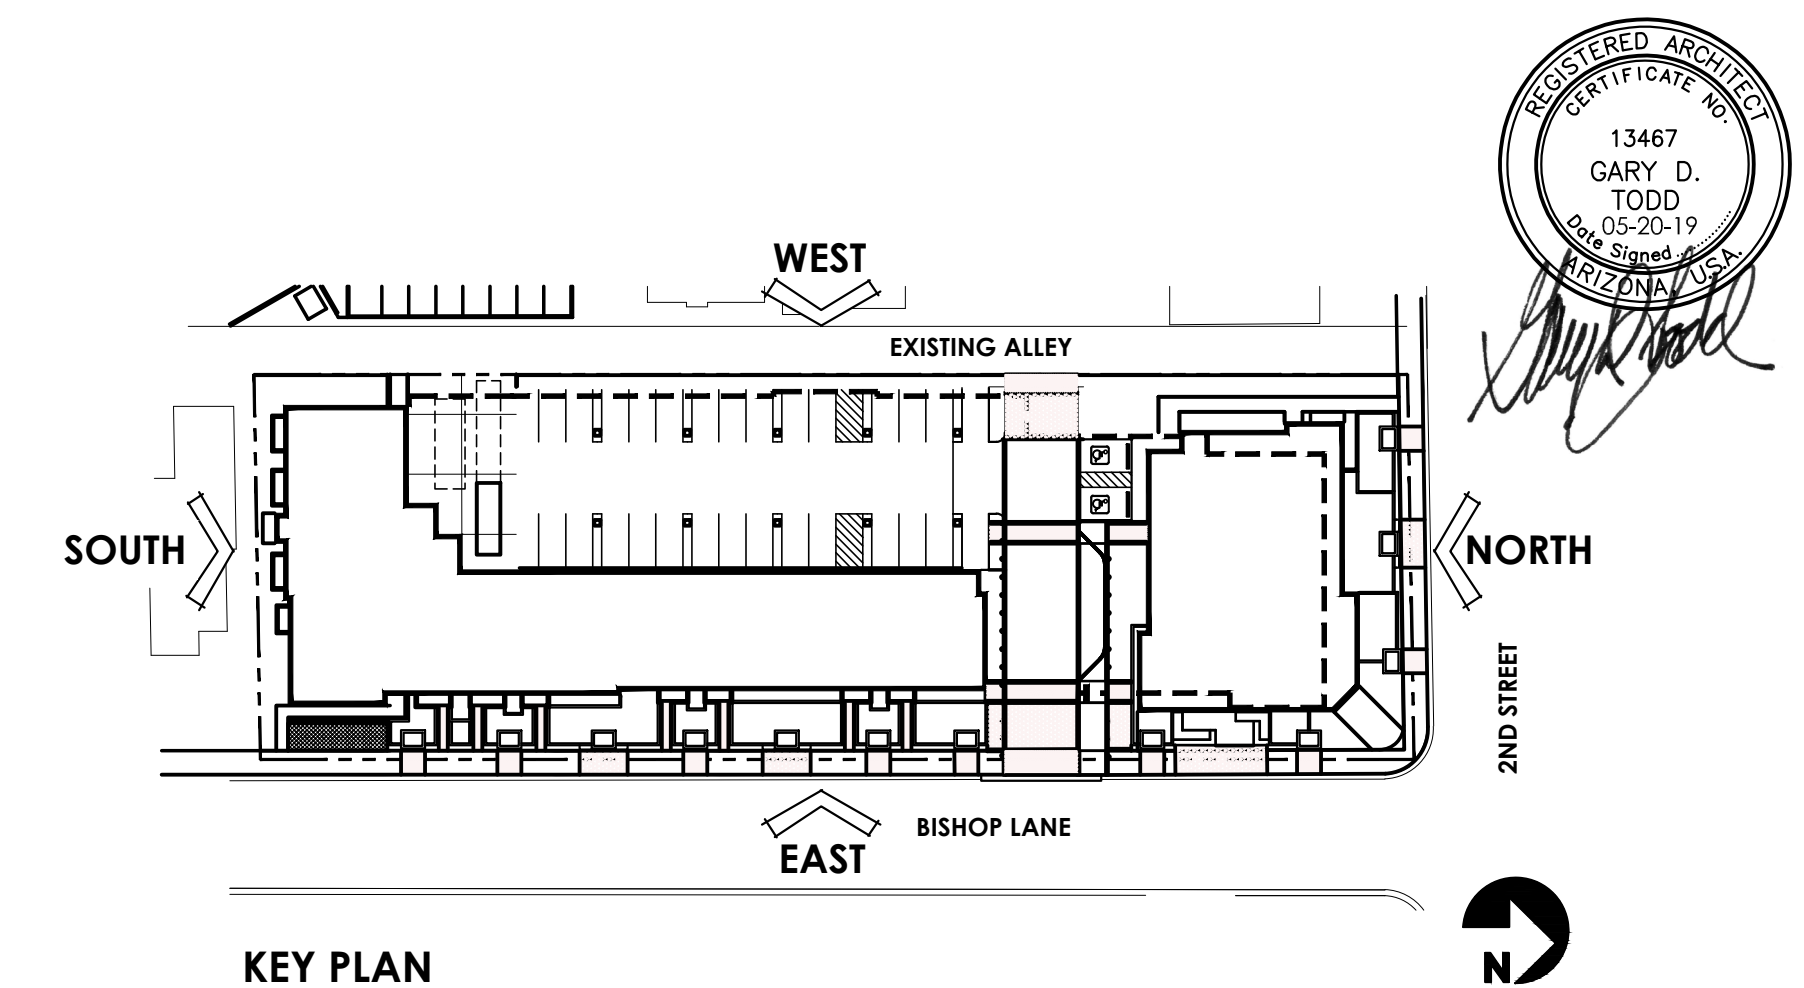 REGISTERED ARCHITECT
CERTIFICATE NO.
13467
GARY D.
TODD
05-20-19
Date Signed
ARIZONA, U.S.A.
WEST
EXISTING ALLEY
SOUTH
NORTH
2ND STREET
BISHOP LANE
EAST
KEY PLAN
N